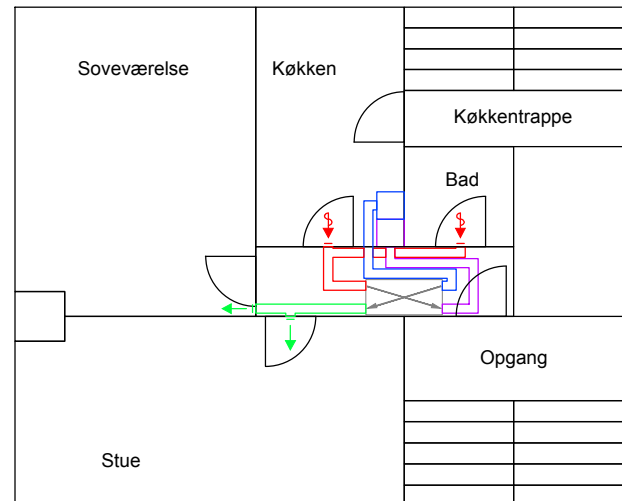 Soveværelse
Køkken
Køkkentrappe
Bad
Opgang
Stue